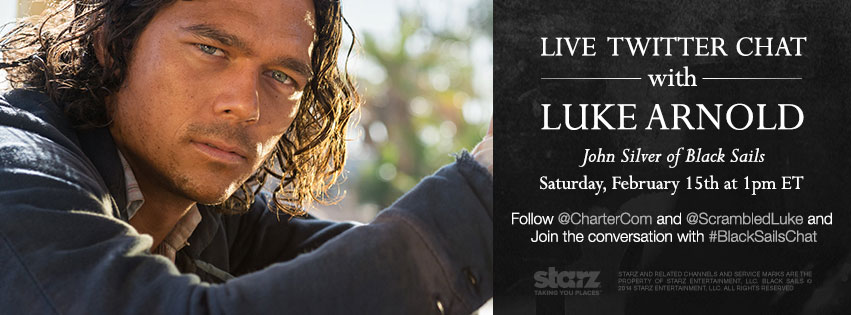 LIVE TWITTER CHAT
with
LUKE ARNOLD
John Silver of Black Sails
Saturday, February 15th at 1pm ET
Follow @CharterCom and @ScrambledLuke and
Join the conversation with #BlackSailsChat
starz
TAKING YOU PLACES
STARZ AND RELATED CHANNELS AND SERVICE MARKS ARE THE
PROPERTY OF STARZ ENTERTAINMENT, LLC. BLACK SAILS ©
2014 STARZ ENTERTAINMENT, LLC. ALL RIGHTS RESERVED